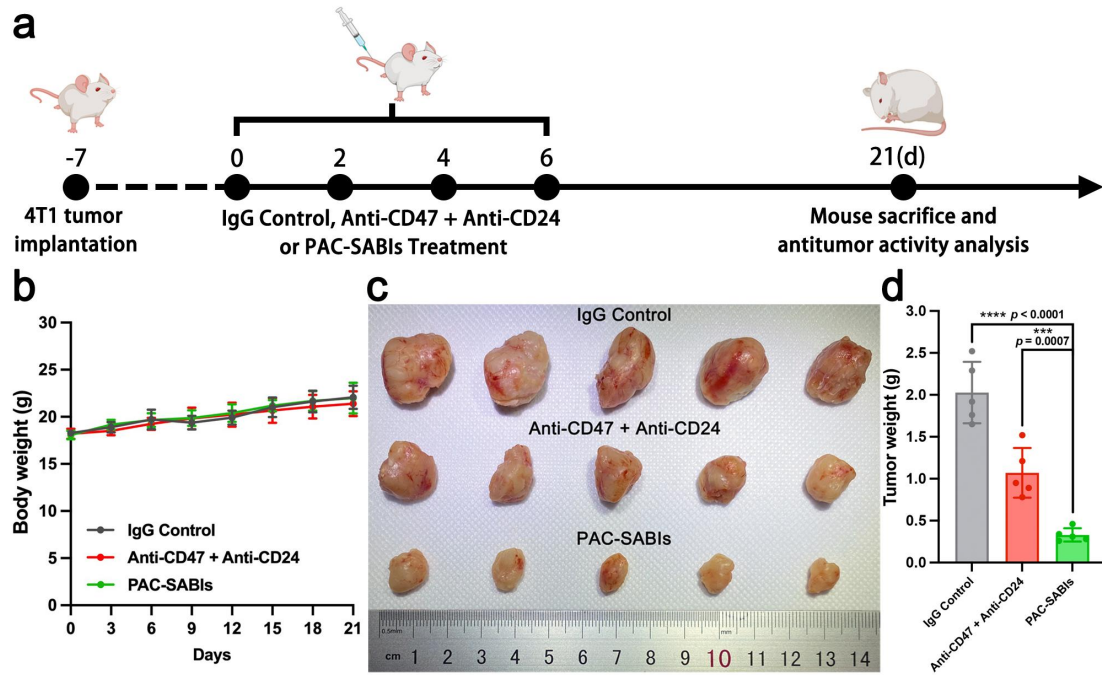 a
-7
0
2
4
6
21(d)
4T1 tumor
implantation
IgG Control, Anti-CD47 + Anti-CD24
or PAC-SABIs Treatment
Mouse sacrifice and
antitumor activity analysis
b
Body weight (g)
30
25
20
15
10
5
0
IgG Control
Anti-CD47 + Anti-CD24
PAC-SABIs
0 3 6 9 12 15 18 21
Days
c
IgG Control
Anti-CD47 + Anti-CD24
PAC-SABIs
0.5mm
mm
cm 1 2 3 4 5 6 7 8 9 10 11 12 13 14
d
Tumor weight (g)
3.0
2.5
2.0
1.5
1.0
0.5
0.0
**** p < 0.0001
***
p = 0.0007
IgG Control
Anti-CD47 + Anti-CD24
PAC-SABIs